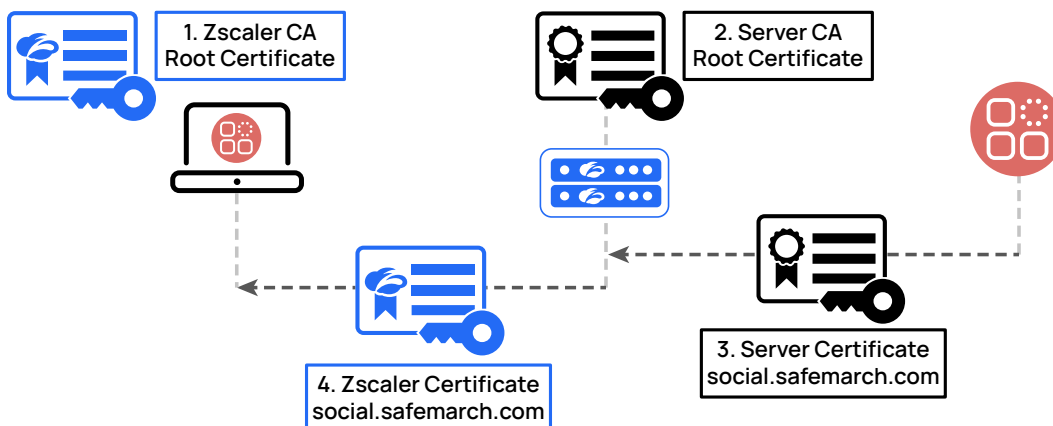 1. Zscaler CA
Root Certificate
2. Server CA
Root Certificate
3. Server Certificate
social.safemarch.com
4. Zscaler Certificate
social.safemarch.com